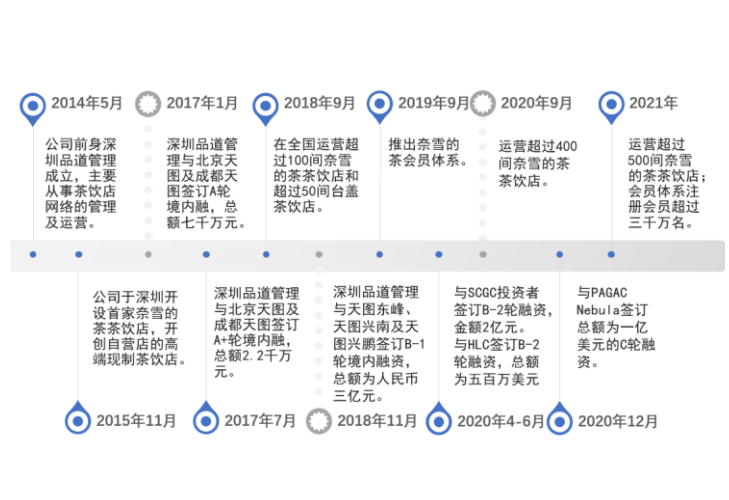 2014年5月
公司前身深
圳品道管理
成立，主要
从事茶饮店
网络的管理
及运营。
2017年1月
深圳品道管
理与北京天
图及成都天
图签订A轮
境内融，总
额七千万元。
2018年9月
在全国运营超
过100间奈雪
的茶茶饮店和
超过50间台盖
茶饮店。
2019年9月
推出奈雪的
茶会员体系。
2020年9月
运营超过400
间奈雪的茶
茶饮店。
2021年
运营超过
500间奈雪
的茶茶饮店；
会员体系注
册会员超过
三千万名。
公司于深圳开
设首家奈雪的
茶茶饮店，开
创自营店的高
端现制茶饮店。
2015年11月
深圳品道管理
与北京天图及
成都天图签订
A+轮境内融，
总额2.2千万
元。
2017年7月
深圳品道管理
与天图东峰、
天图兴南及天
图兴鹏签订B-1
轮境内融资，
总额为人民币
三亿元。
2018年11月
与SCGC投资者
签订B-2轮融资，
金额2亿元。
与HLC签订B-2
轮融资，总额
为五百万美元
2020年4-6月
与PAGAC
Nebula签订
总额为一亿
美元的C轮融
资。
2020年12月